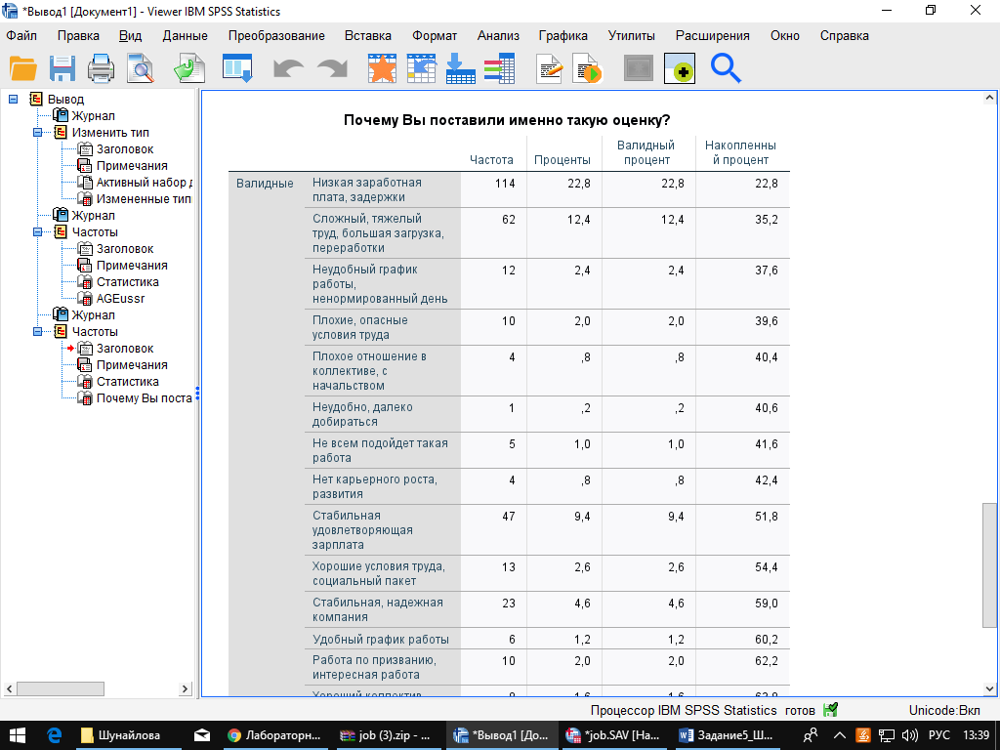 *Вывод1 [Документ1] - Viewer IBM SPSS Statistics
Файл Правка Вид Данные Преобразование Вставка Формат Анализ Графика Утилиты Расширения Окно Справка
Вывод
Журнал
Изменить тип
Заголовок
Примечания
Активный набор д
Измененные тип
Журнал
Частоты
Заголовок
Примечания
Статистика
AGEussr
Журнал
Частоты
Заголовок
Примечания
Статистика
Почему Вы поста
Почему Вы поставили именно такую оценку?
Частота Проценты Валидный процент Накопленны
й процент
Валидные Низкая заработная
плата, задержки 114 22,8 22,8 22,8
Сложный, тяжелый
труд, большая загрузка,
переработки 62 12,4 12,4 35,2
Неудобный график
работы,
ненормированный день 12 2,4 2,4 37,6
Плохие, опасные
условия труда 10 2,0 2,0 39,6
Плохое отношение в
коллективе, с
начальством 4 ,8 ,8 40,4
Неудобно, далеко
добираться 1 ,2 ,2 40,6
Не всем подойдет такая
работа 5 1,0 1,0 41,6
Нет карьерного роста,
развития 4 ,8 ,8 42,4
Стабильная
удовлетворяющая
зарплата 47 9,4 9,4 51,8
Хорошие условия труда,
социальный пакет 13 2,6 2,6 54,4
Стабильная, надежная
компания 23 4,6 4,6 59,0
Удобный график работы 6 1,2 1,2 60,2
Работа по призванию,
интересная работа 10 2,0 2,0 62,2
Хороший коллектив
Процессор IBM SPSS Statistics готов Unicode:Вкл
Шунайлова Лабораторн... job (3).zip - ... *Вывод1 [До... *job.SAV [На... Задание5_Ш... РУС 13:39